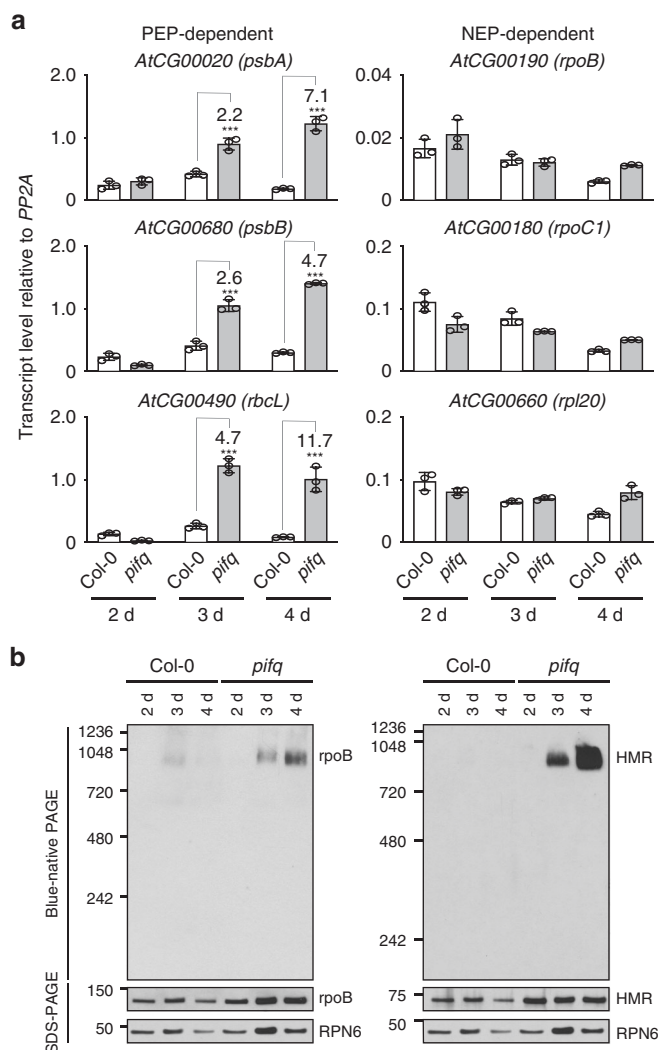 a
PEP-dependent
NEP-dependent
Transcript level relative to PP2A
AtCG00020 (psbA)
2.0
1.0
0
2.2
***
7.1
***
AtCG00190 (rpoB)
0.04
0.02
0
AtCG00680 (psbB)
2.0
1.0
0
2.6
***
4.7
***
AtCG00180 (rpoC1)
0.2
0.1
0
AtCG00490 (rbcL)
2.0
1.0
0
4.7
***
11.7
***
AtCG00660 (rpl20)
0.2
0.1
0
Col-0 pifq Col-0 pifq Col-0 pifq
2 d 3 d 4 d
Col-0 pifq Col-0 pifq Col-0 pifq
2 d 3 d 4 d
b
Col-0 pifq
2 d 3 d 4 d 2 d 3 d 4 d
Blue-native PAGE
1236
1048
720
480
242
rpoB
SDS-PAGE
150
rpoB
50
RPN6
Col-0 pifq
2 d 3 d 4 d 2 d 3 d 4 d
1236
1048
720
480
242
HMR
75
HMR
50
RPN6